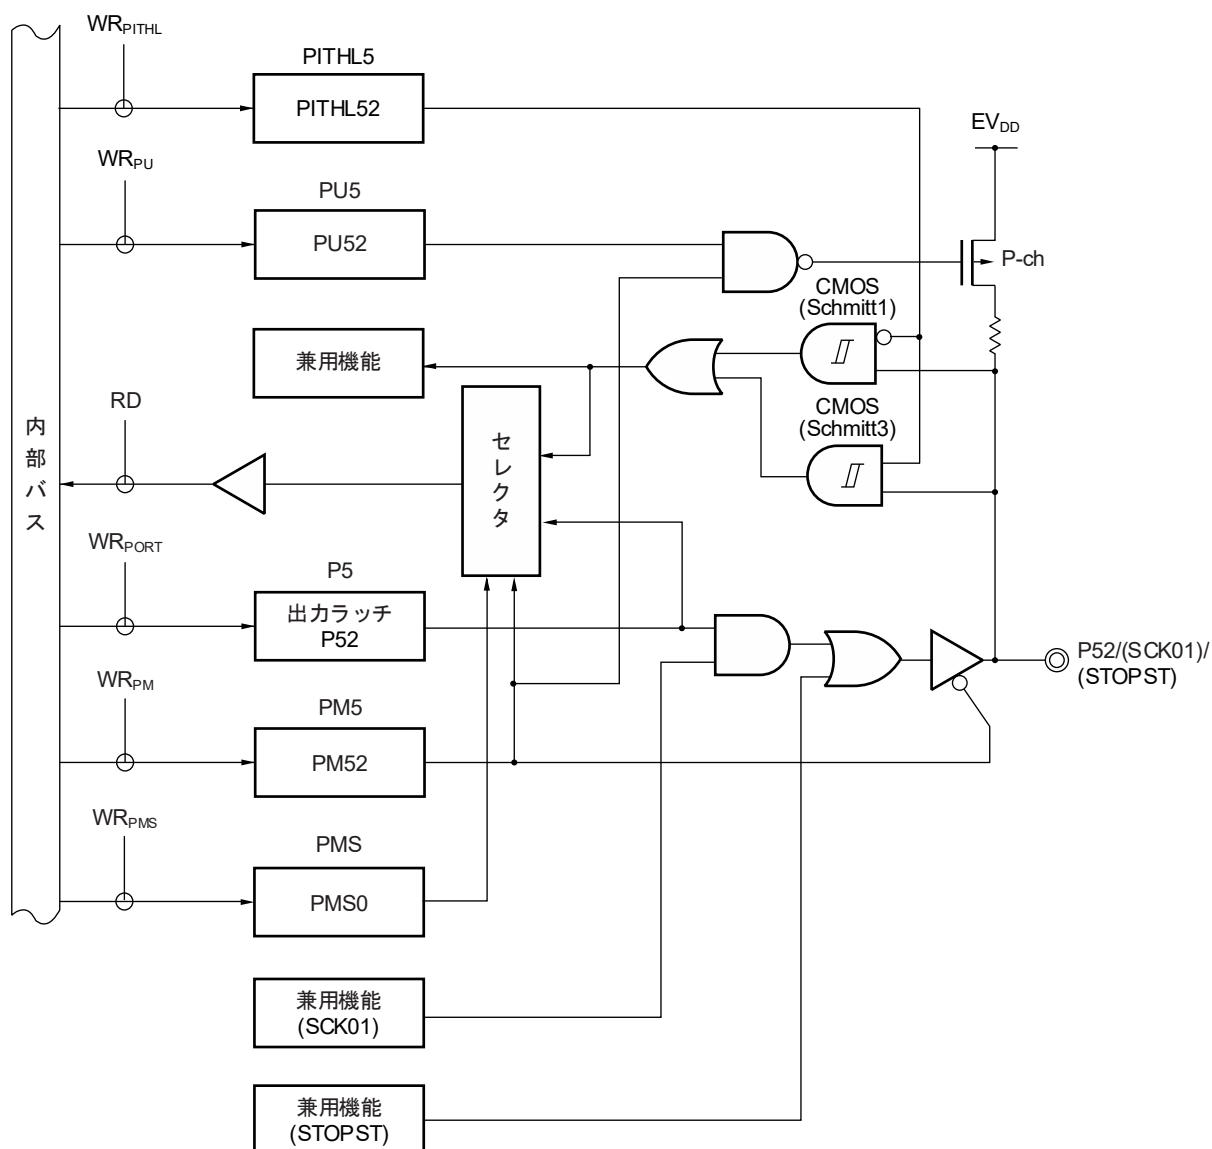 WRPITHL
PITHL5
PITHL52
EVDD
WRPU
PU5
PU52
P-ch
CMOS
(Schmitt1)
兼用機能
RD
CMOS
(Schmitt3)
内部バス
セレクタ
WRPORT
P5
出力ラッチ
P52
P52/(SCK01)/
(STOPST)
WRPM
PM5
PM52
WRPMS
PMS
PMS0
兼用機能
(SCK01)
兼用機能
(STOPST)